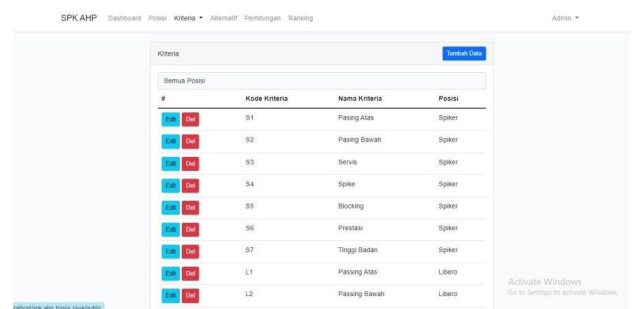 SPK AHP Dashboard Posisi Kriteria Alternatif Perhitungan Ranking Admin
Kriteria Tambah Data
Semua Posisi
# Kode Kriteria Nama Kriteria Posisi
Edit Del S1 Pasing Atas Spiker
Edit Del S2 Pasing Bawah Spiker
Edit Del S3 Servis Spiker
Edit Del S4 Spike Spiker
Edit Del S5 Blocking Spiker
Edit Del S6 Prestasi Spiker
Edit Del S7 Tinggi Badan Spiker
Edit Del L1 Passing Atas Libero
Edit Del L2 Passing Bawah Libero
Activate Windows
Go to Settings to activate Windows.